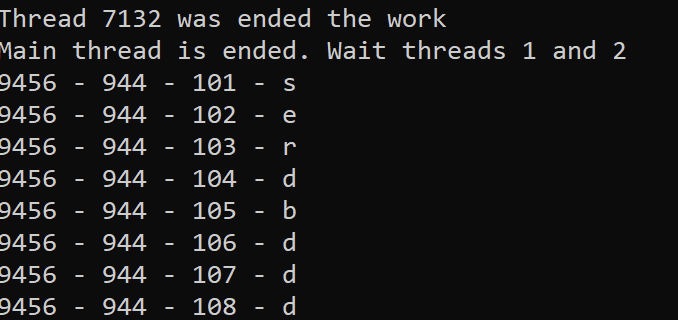 Thread 7132 was ended the work
Main thread is ended. Wait threads 1 and 2
9456 - 944 - 101 - s
9456 - 944 - 102 - e
9456 - 944 - 103 - r
9456 - 944 - 104 - d
9456 - 944 - 105 - b
9456 - 944 - 106 - d
9456 - 944 - 107 - d
9456 - 944 - 108 - d